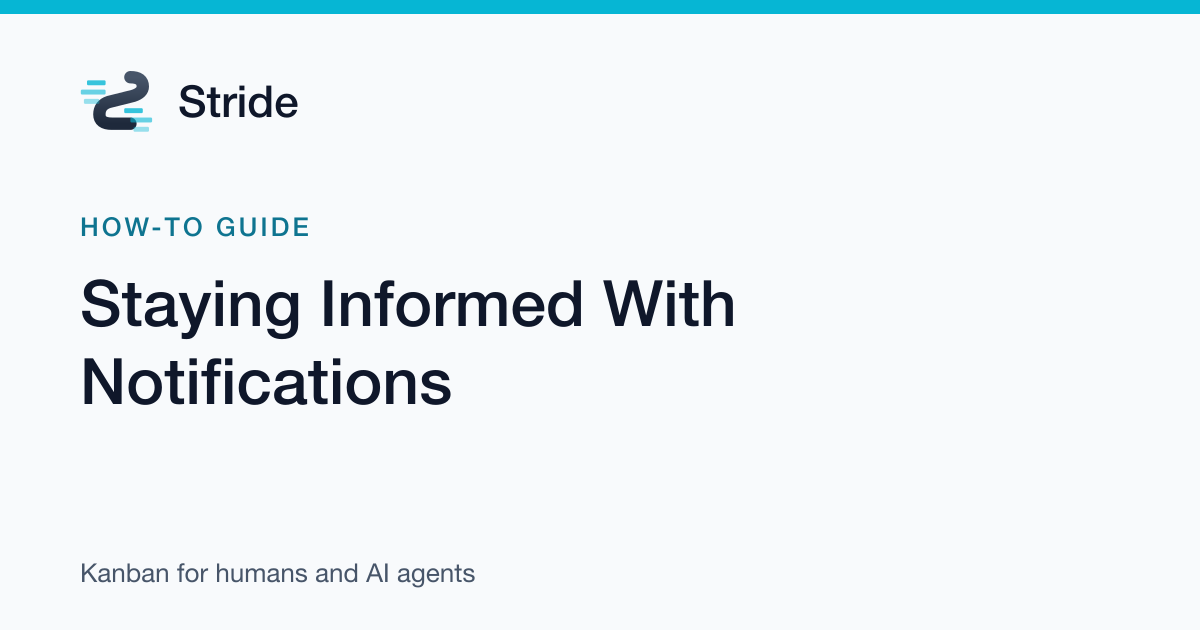 Stride
HOW-TO GUIDE
Staying Informed With
Notifications
Kanban for humans and AI agents